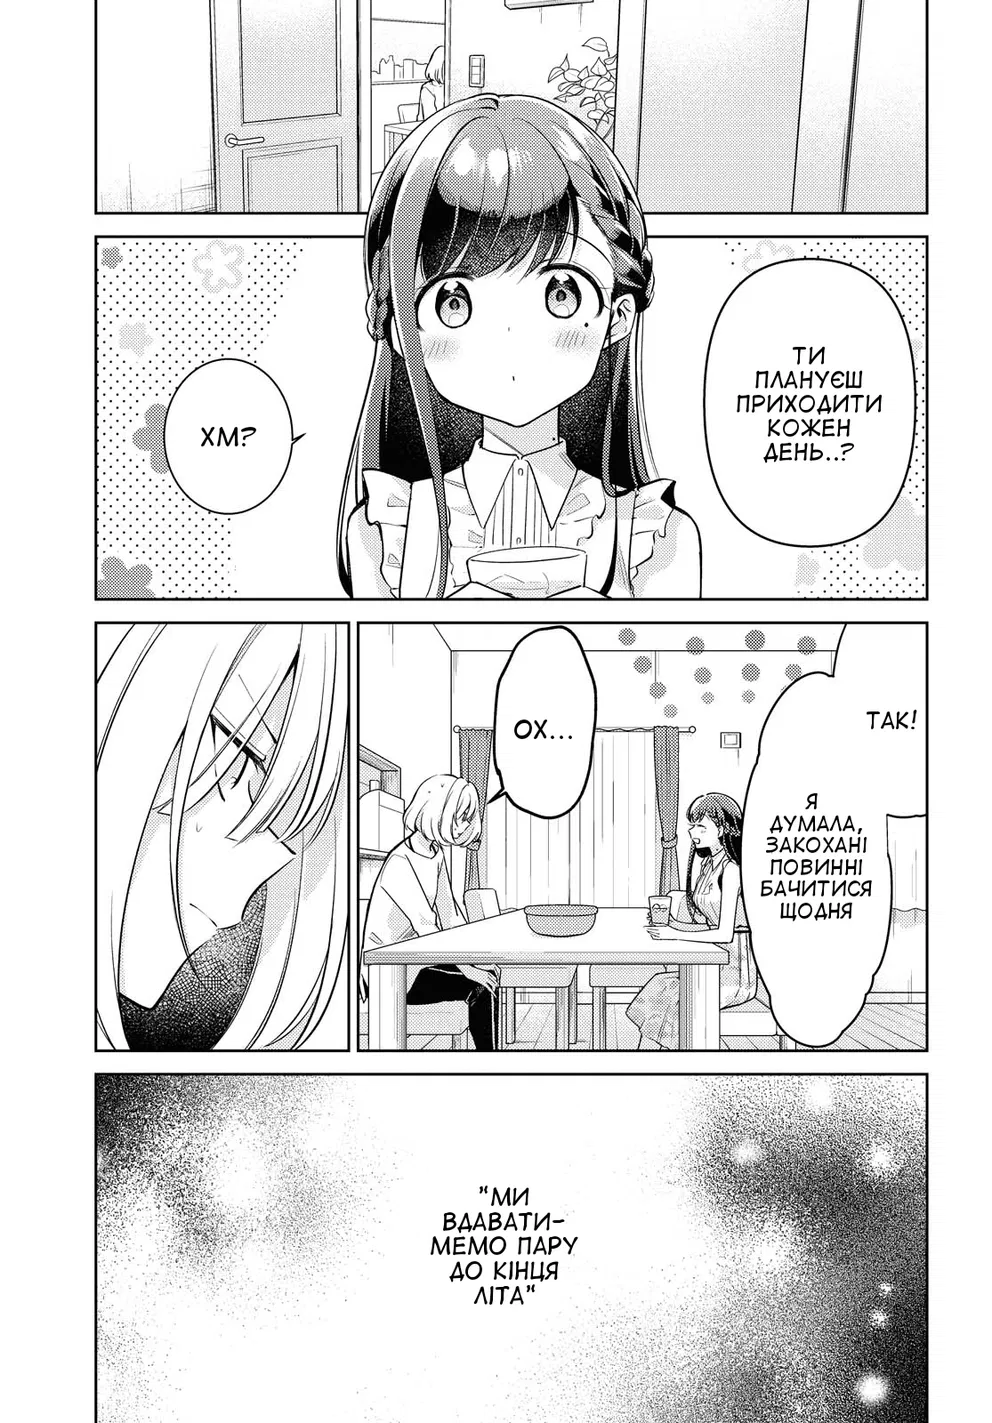 ТИ
ПЛАНУЄШ
ПРИХОДИТИ
КОЖЕН
ДЕНЬ..?
ХМ?
ТАК!
Я
ДУМАЛА,
ЗАКОХАНІ
ПОВИННІ
БАЧИТИСЯ
ЩОДНЯ
ОХ...
"МИ
ВДАВАТИ-
МЕМО ПАРУ
ДО КІНЦЯ
ЛІТА"